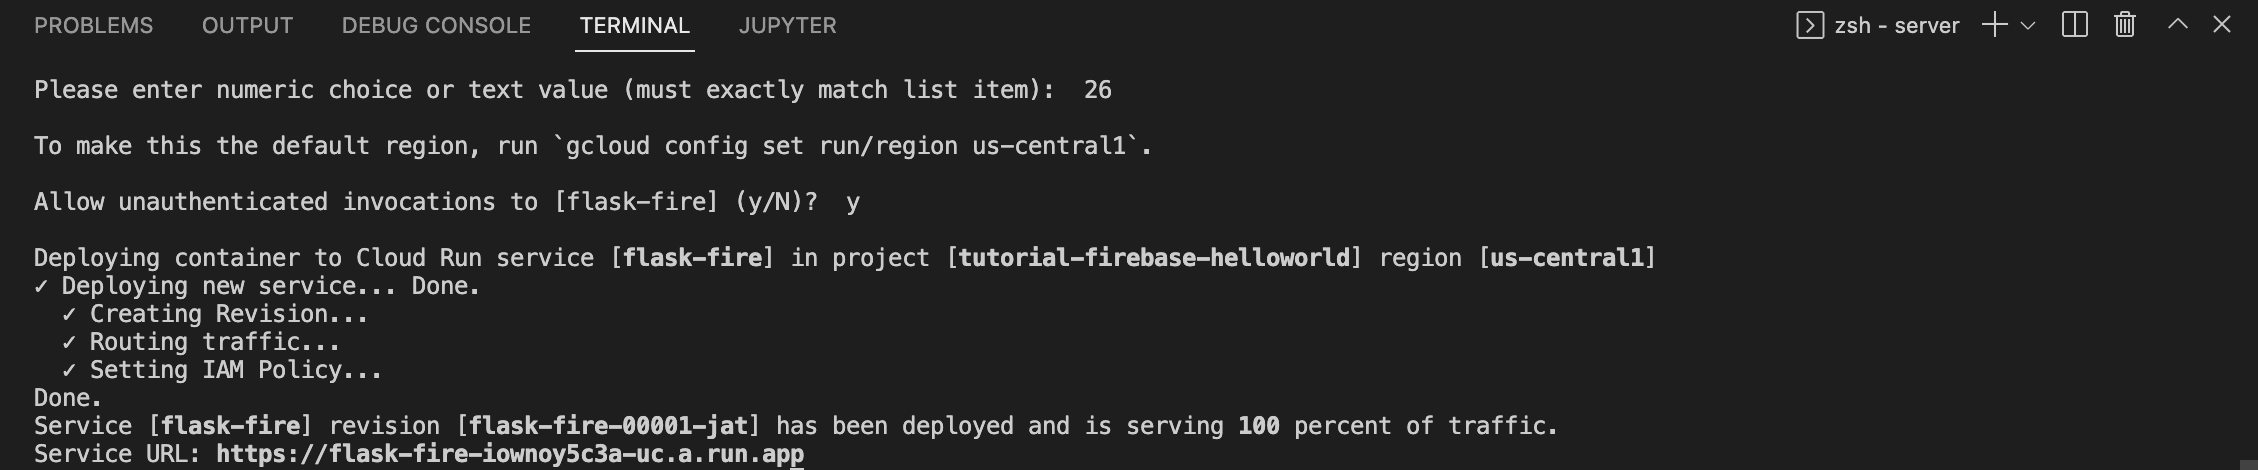 PROBLEMS OUTPUT DEBUG CONSOLE TERMINAL JUPYTER zsh - server
Please enter numeric choice or text value (must exactly match list item):  26
To make this the default region, run `gcloud config set run/region us-central1`.
Allow unauthenticated invocations to [flask-fire] (y/N)?  y
Deploying container to Cloud Run service [flask-fire] in project [tutorial-firebase-helloworld] region [us-central1]
✓ Deploying new service... Done.
✓ Creating Revision...
✓ Routing traffic...
✓ Setting IAM Policy...
Done.
Service [flask-fire] revision [flask-fire-00001-jat] has been deployed and is serving 100 percent of traffic.
Service URL: https://flask-fire-iownoy5c3a-uc.a.run.app